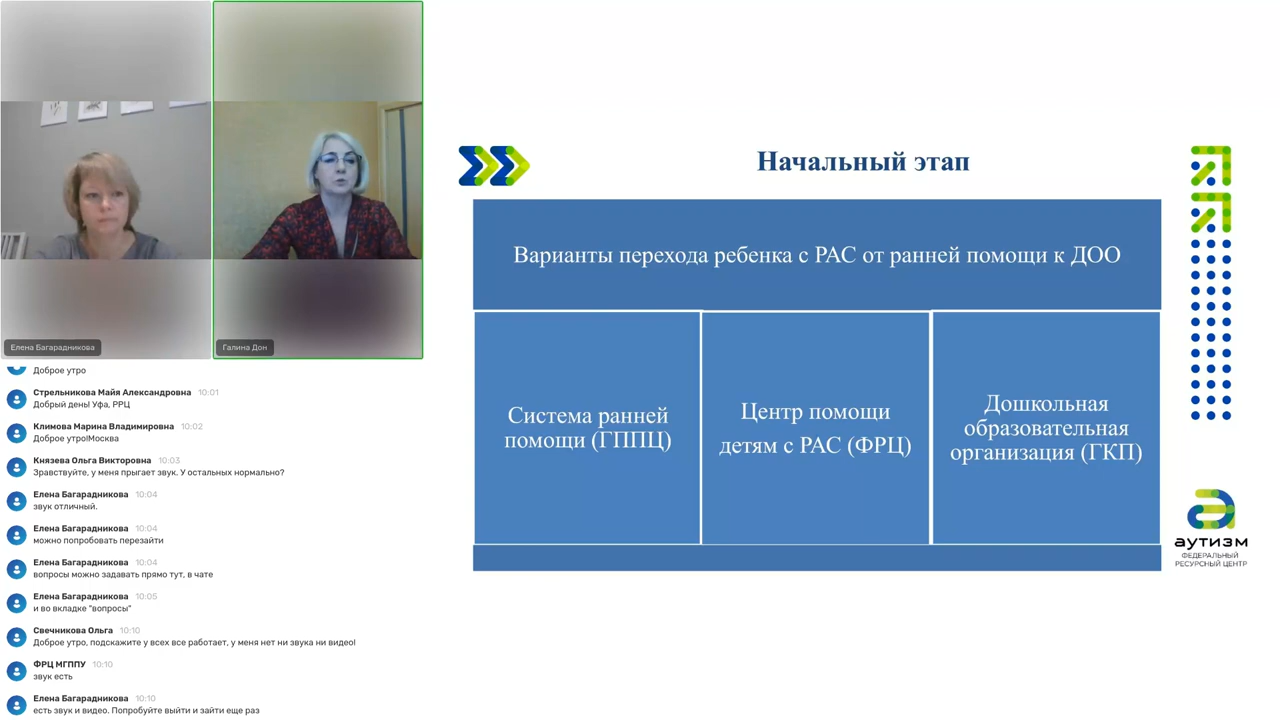 Елена Багарадникова
Галина Дон
Доброе утро
Стрельникова Майя Александровна 10:01
Добрый день! Уфа, РРЦ
Климова Марина Владимировна 10:02
Доброе утро!Москва
Князева Ольга Викторовна 10:03
Зравствуйте, у меня прыгает звук. У остальных нормально?
Елена Багарадникова 10:04
звук отличный.
Елена Багарадникова 10:04
можно попробовать перезайти
Елена Багарадникова 10:04
вопросы можно задавать прямо тут, в чате
Елена Багарадникова 10:05
и во вкладке "вопросы"
Свечникова Ольга 10:10
Доброе утро, подскажите у всех все работает, у меня нет ни звука ни видео!
ФРЦ МГППУ 10:10
звук есть
Елена Багарадникова 10:10
есть звук и видео. Попробуйте выйти и зайти еще раз
Начальный этап
Варианты перехода ребенка с РАС от ранней помощи к ДОО
Система ранней
помощи (ГППЦ)
Центр помощи
детям с РАС (ФРЦ)
Дошкольная
образовательная
организация (ГКП)
аутизм
ФЕДЕРАЛЬНЫЙ
РЕСУРСНЫЙ ЦЕНТР